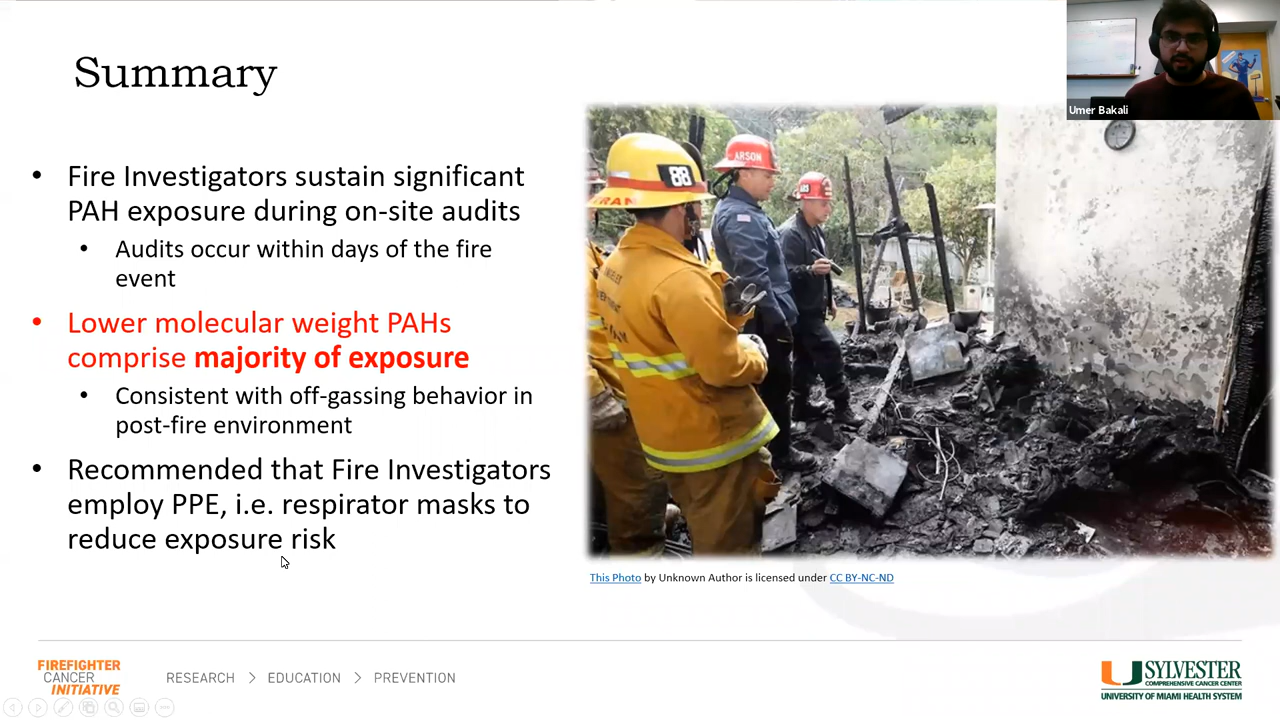 Summary
Umer Bakali
• Fire Investigators sustain significant
PAH exposure during on-site audits
• Audits occur within days of the fire
event
• Lower molecular weight PAHs
comprise majority of exposure
• Consistent with off-gassing behavior in
post-fire environment
• Recommended that Fire Investigators
employ PPE, i.e. respirator masks to
reduce exposure risk
88
ARSON
This Photo by Unknown Author is licensed under CC BY-NC-ND
FIREFIGHTER
CANCER
INITIATIVE
RESEARCH > EDUCATION > PREVENTION
SYLVESTER
COMPREHENSIVE CANCER CENTER
UNIVERSITY OF MIAMI HEALTH SYSTEM